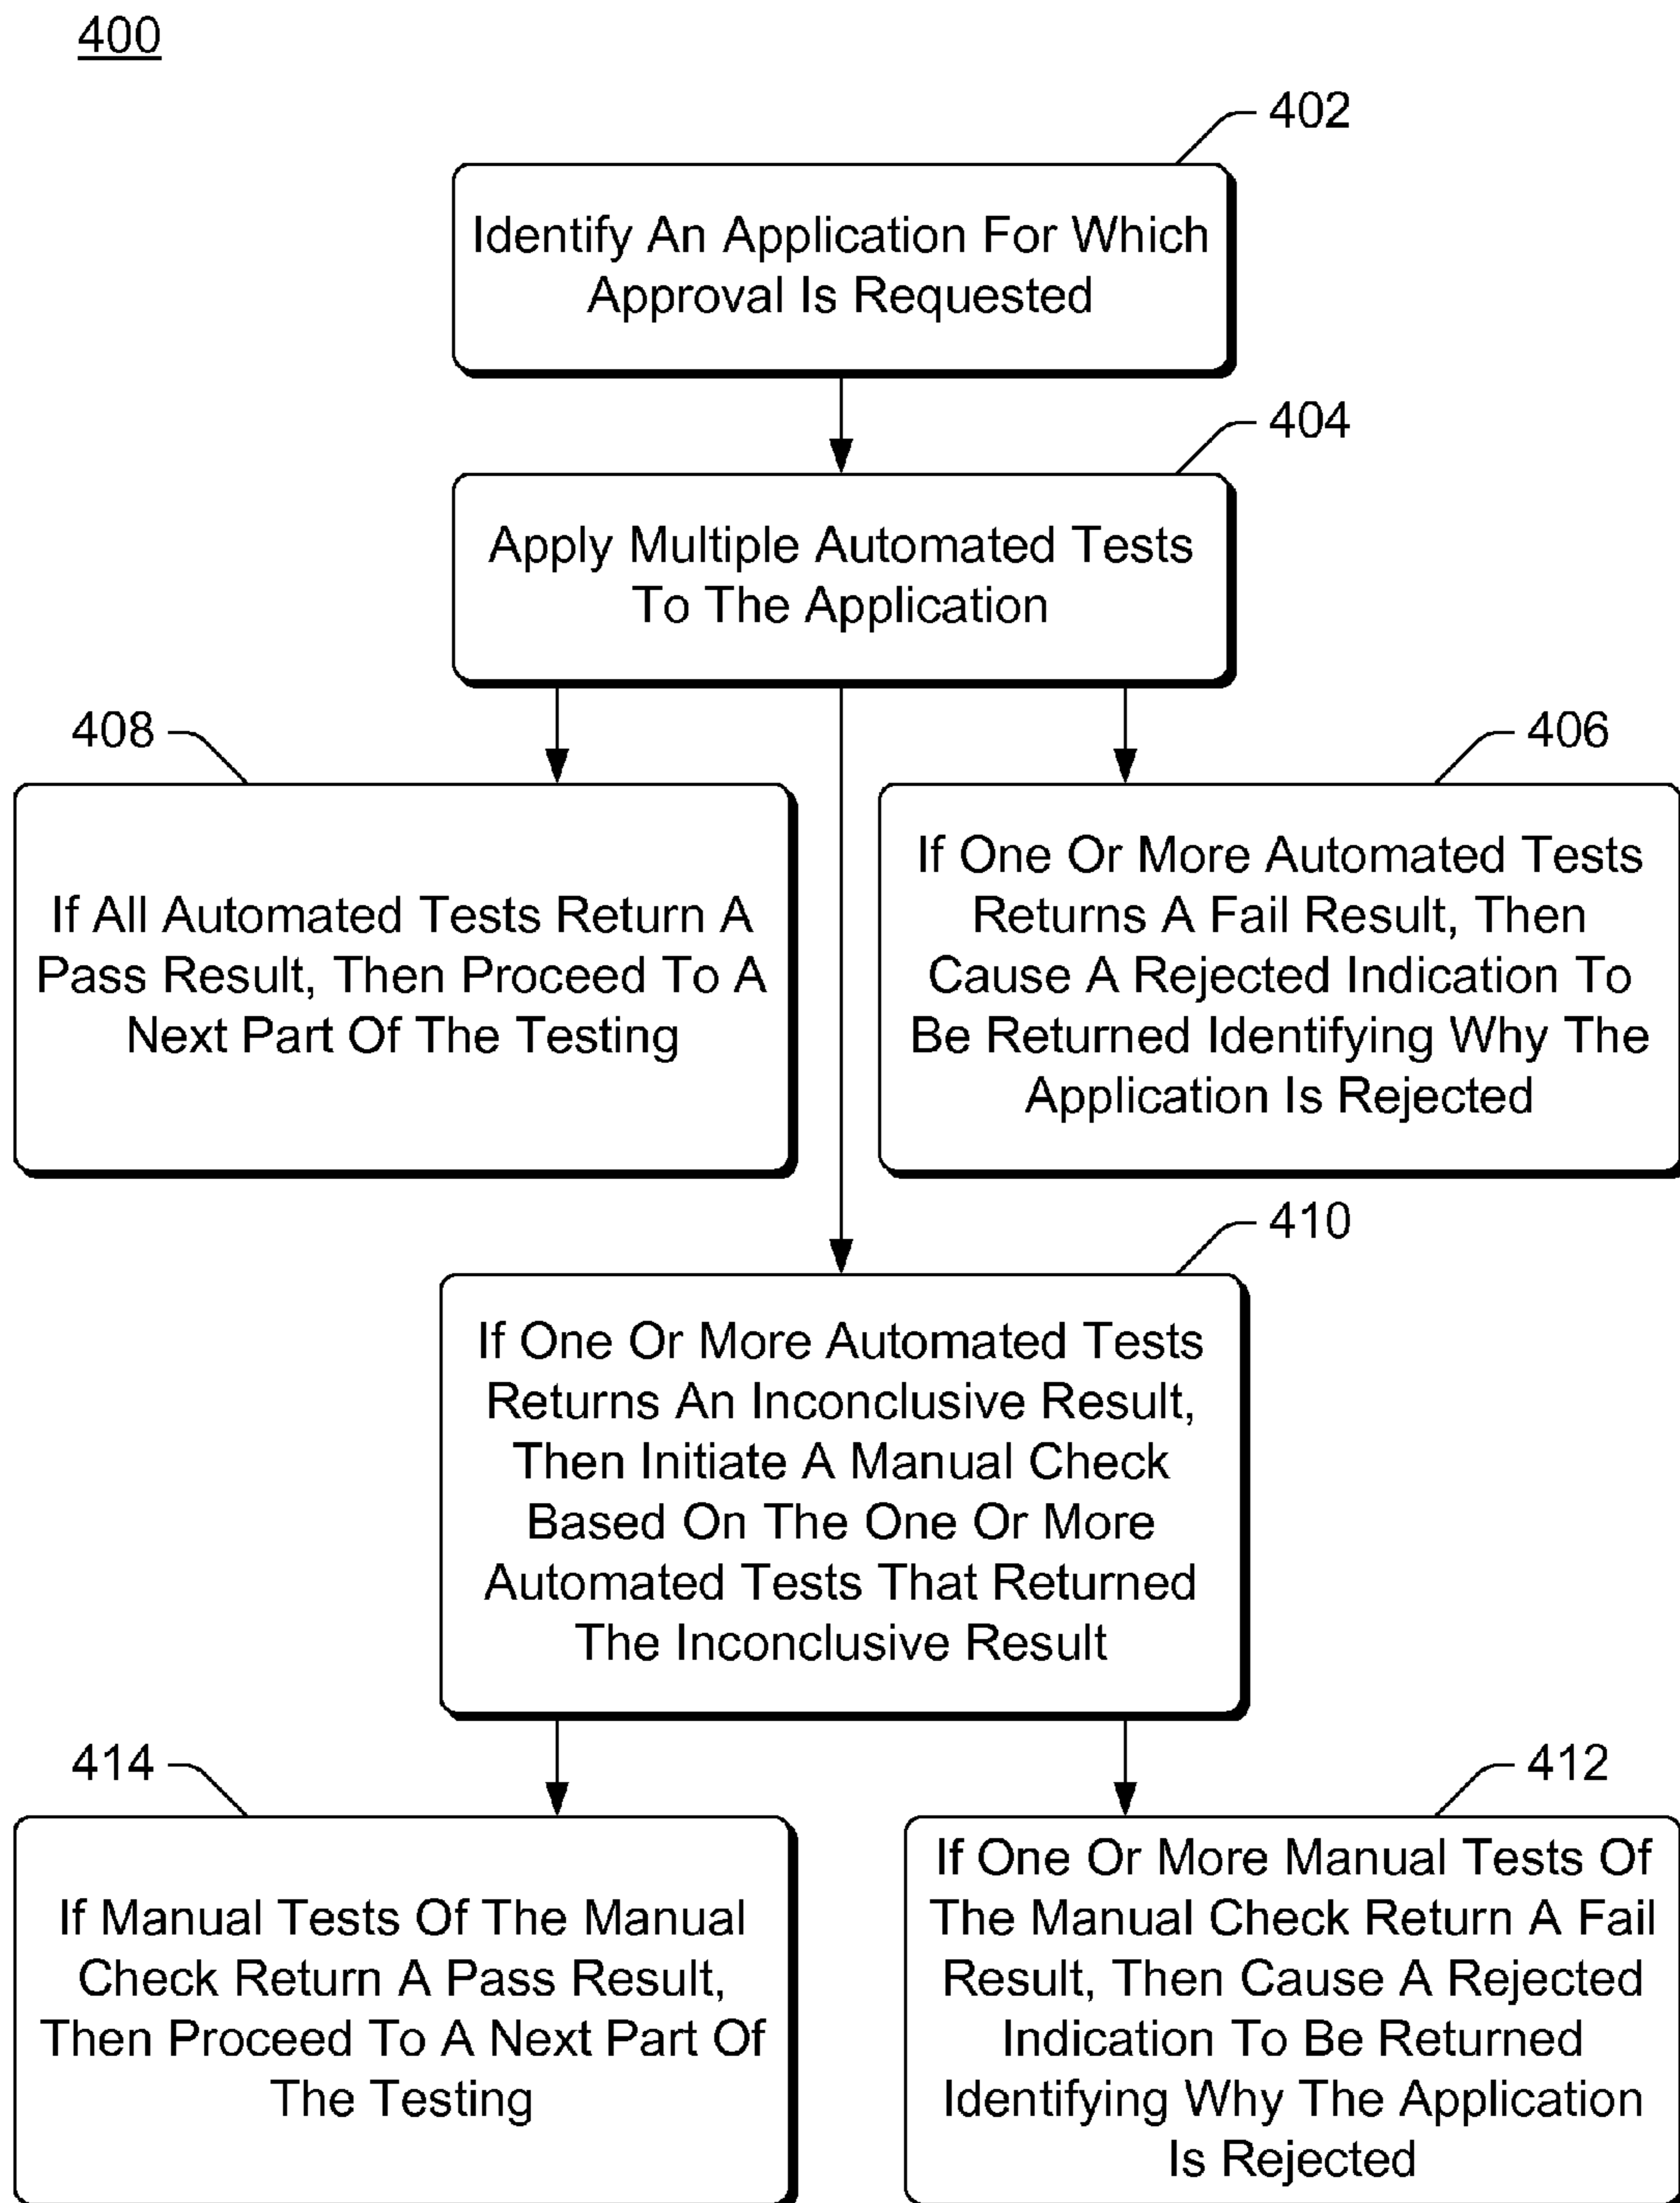 400
402
Identify An Application For Which
Approval Is Requested
404
Apply Multiple Automated Tests
To The Application
408
If All Automated Tests Return A
Pass Result, Then Proceed To A
Next Part Of The Testing
406
If One Or More Automated Tests
Returns A Fail Result, Then
Cause A Rejected Indication To
Be Returned Identifying Why The
Application Is Rejected
410
If One Or More Automated Tests
Returns An Inconclusive Result,
Then Initiate A Manual Check
Based On The One Or More
Automated Tests That Returned
The Inconclusive Result
414
If Manual Tests Of The Manual
Check Return A Pass Result,
Then Proceed To A Next Part Of
The Testing
412
If One Or More Manual Tests Of
The Manual Check Return A Fail
Result, Then Cause A Rejected
Indication To Be Returned
Identifying Why The Application
Is Rejected